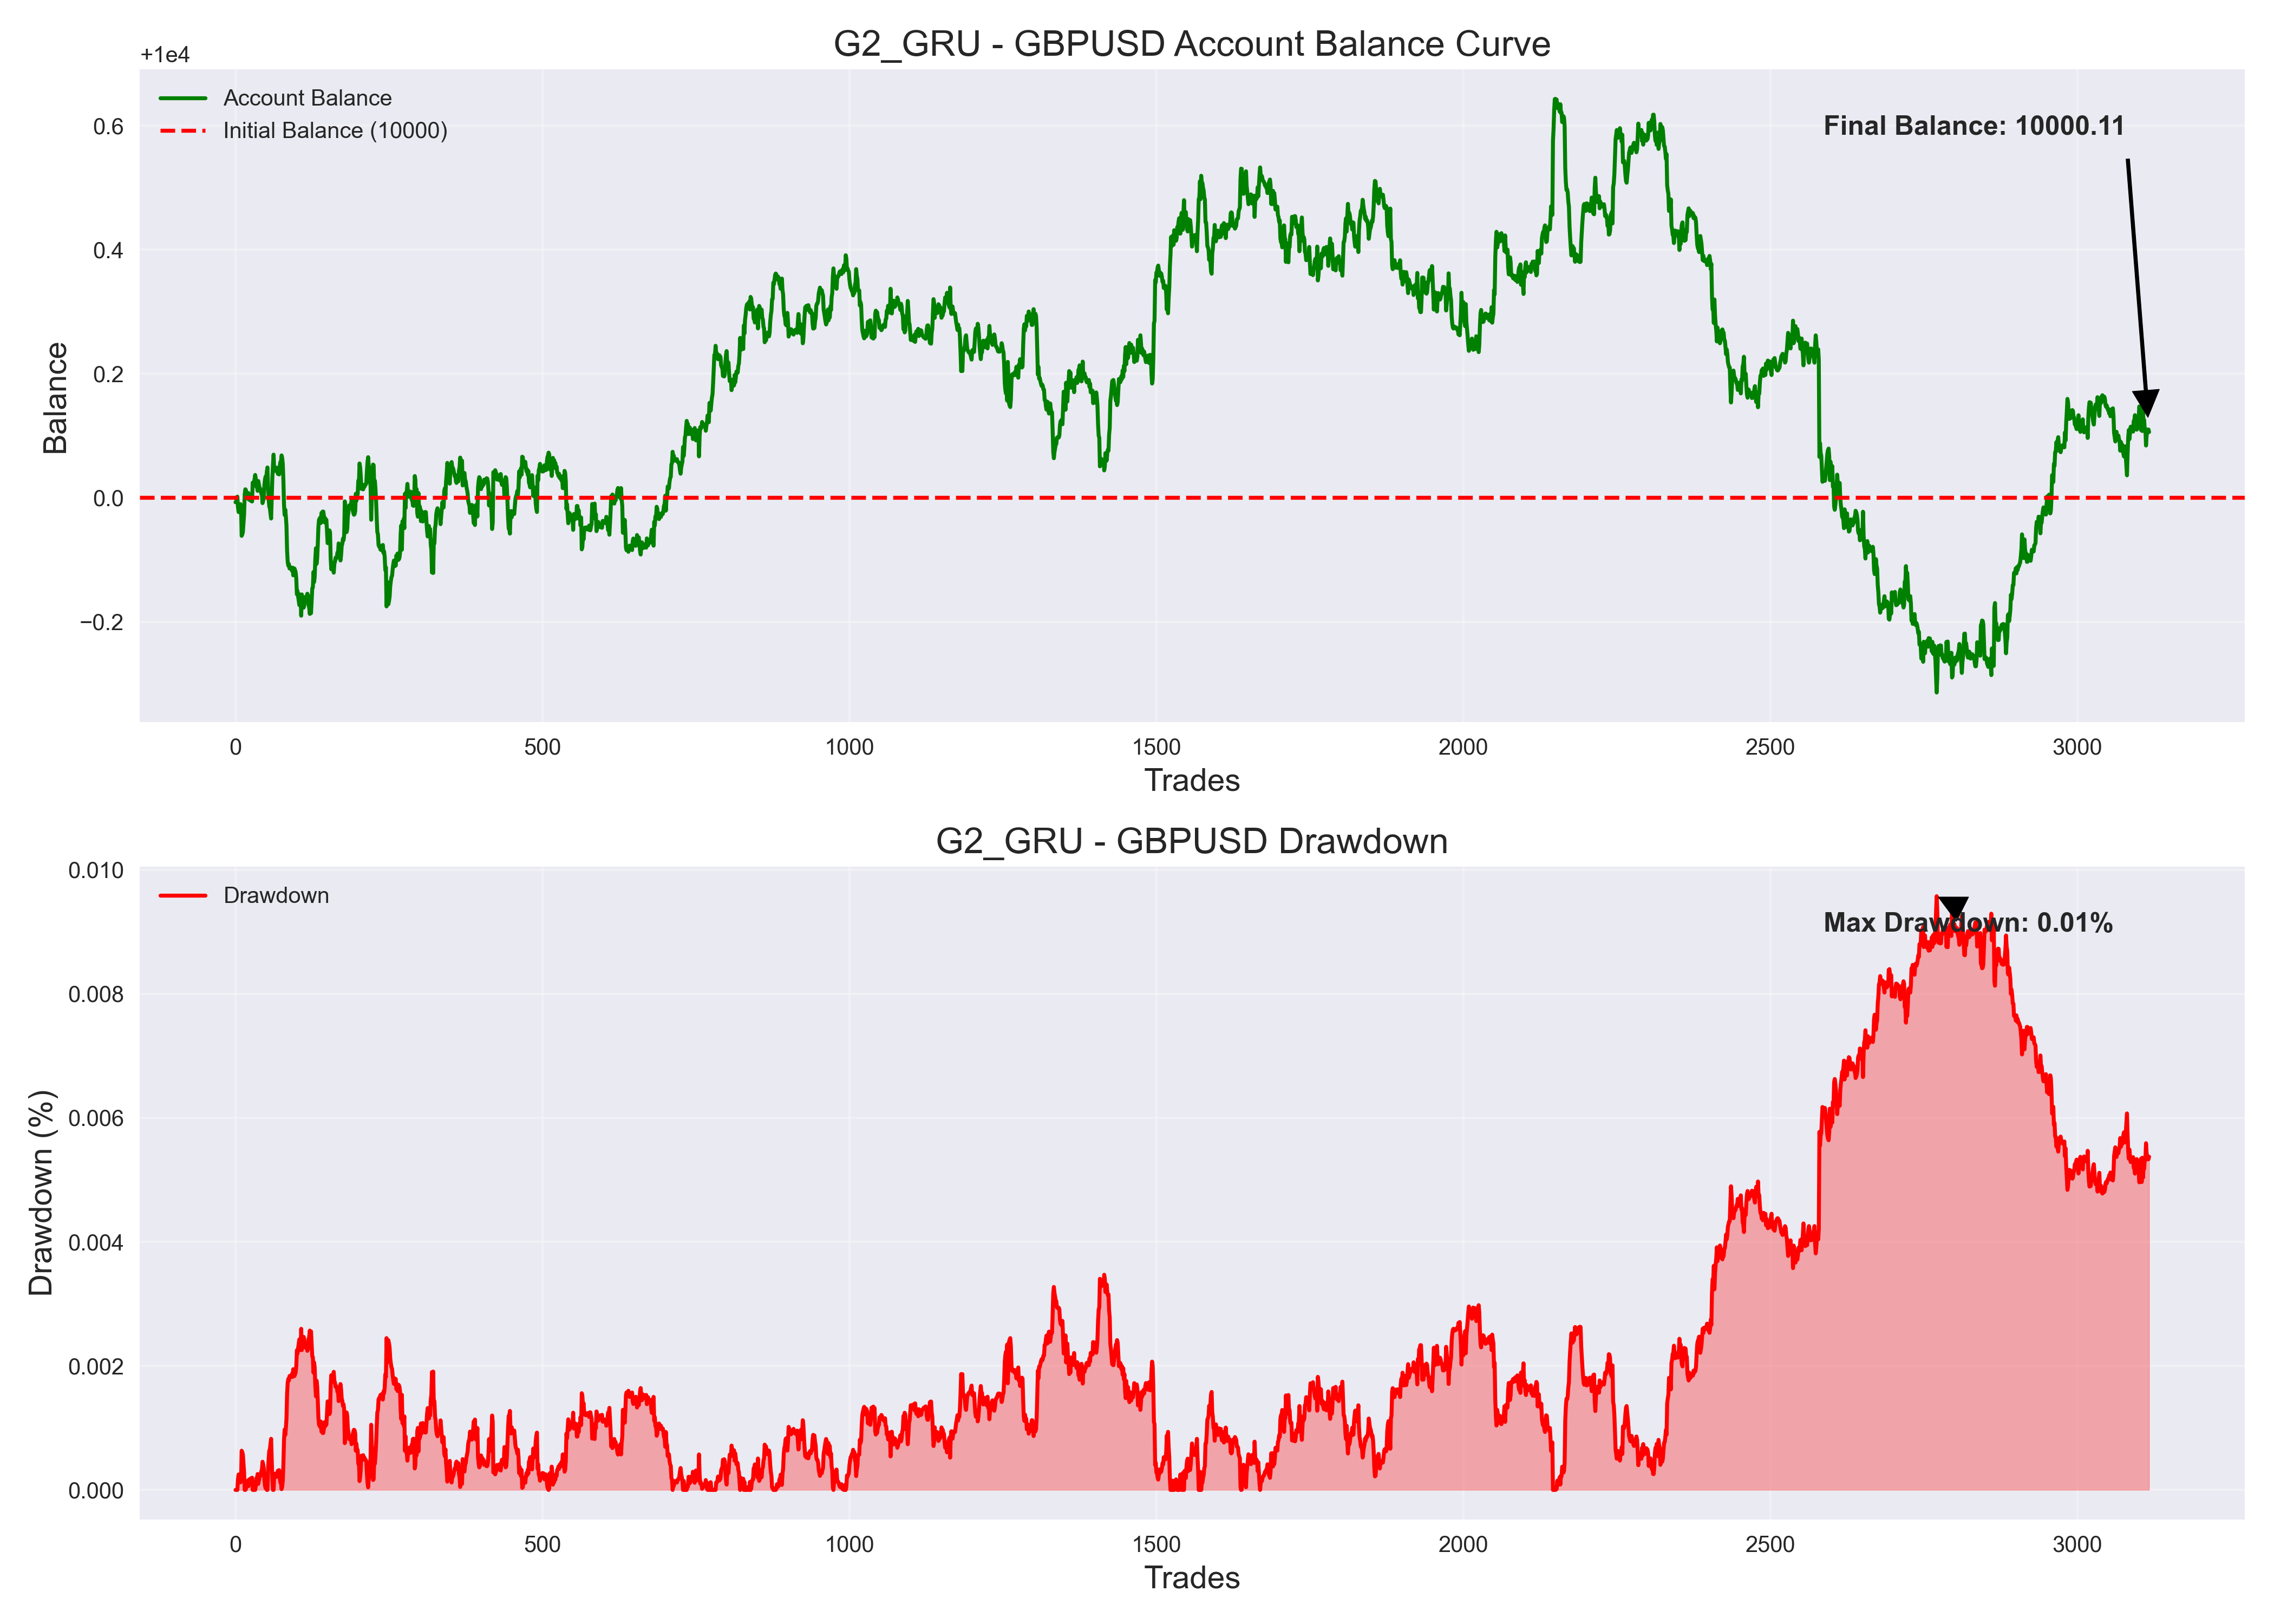 G2_GRU - GBPUSD Account Balance Curve
+1e4
Account Balance
Initial Balance (10000)
Final Balance: 10000.11
Balance
0.6
0.4
0.2
0.0
−0.2
0
500
1000
1500
2000
2500
3000
Trades
G2_GRU - GBPUSD Drawdown
Drawdown
Max Drawdown: 0.01%
Drawdown (%)
0.010
0.008
0.006
0.004
0.002
0.000
0
500
1000
1500
2000
2500
3000
Trades